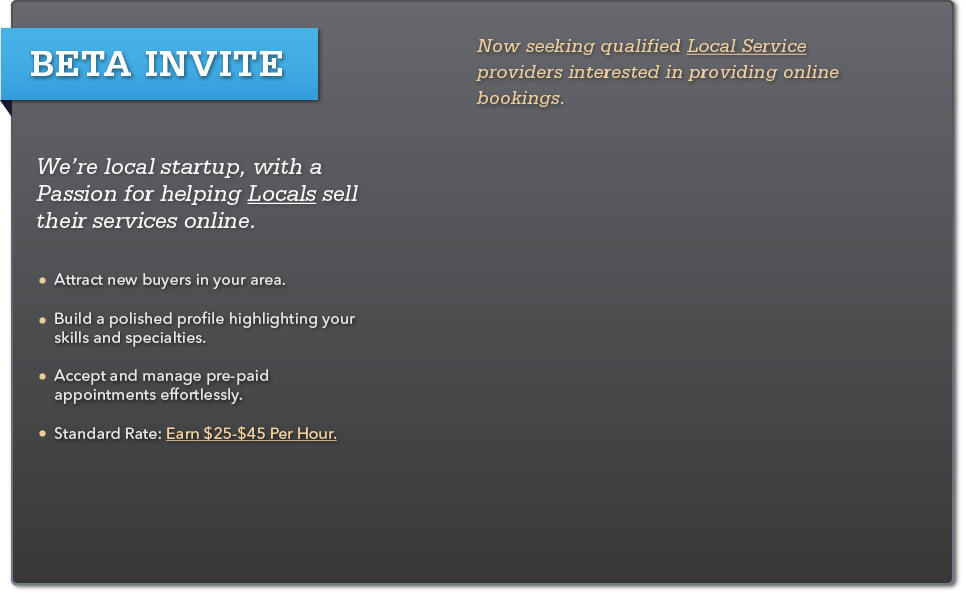 BETA INVITE
Now seeking qualified Local Service
providers interested in providing online
bookings.
We're local startup, with a
Passion for helping Locals sell
their services online.
• Attract new buyers in your area.
• Build a polished profile highlighting your
skills and specialties.
• Accept and manage pre-paid
appointments effortlessly.
• Standard Rate: Earn $25-$45 Per Hour.